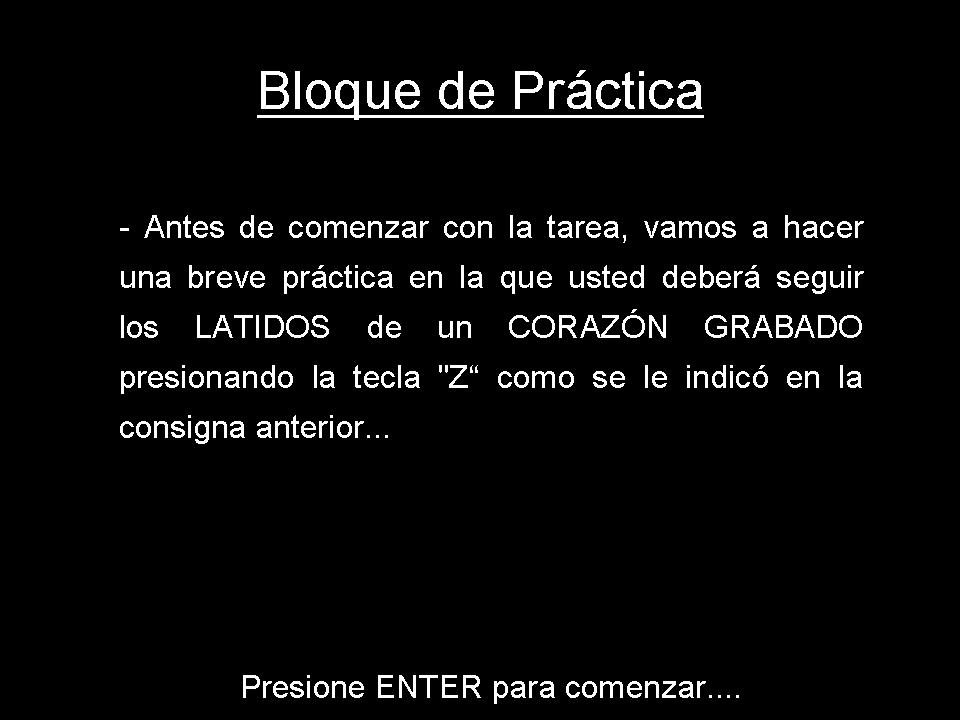 Bloque de Práctica
- Antes de comenzar con la tarea, vamos a hacer
una breve práctica en la que usted deberá seguir
los LATIDOS de un CORAZÓN GRABADO
presionando la tecla "Z“ como se le indicó en la
consigna anterior...
Presione ENTER para comenzar....